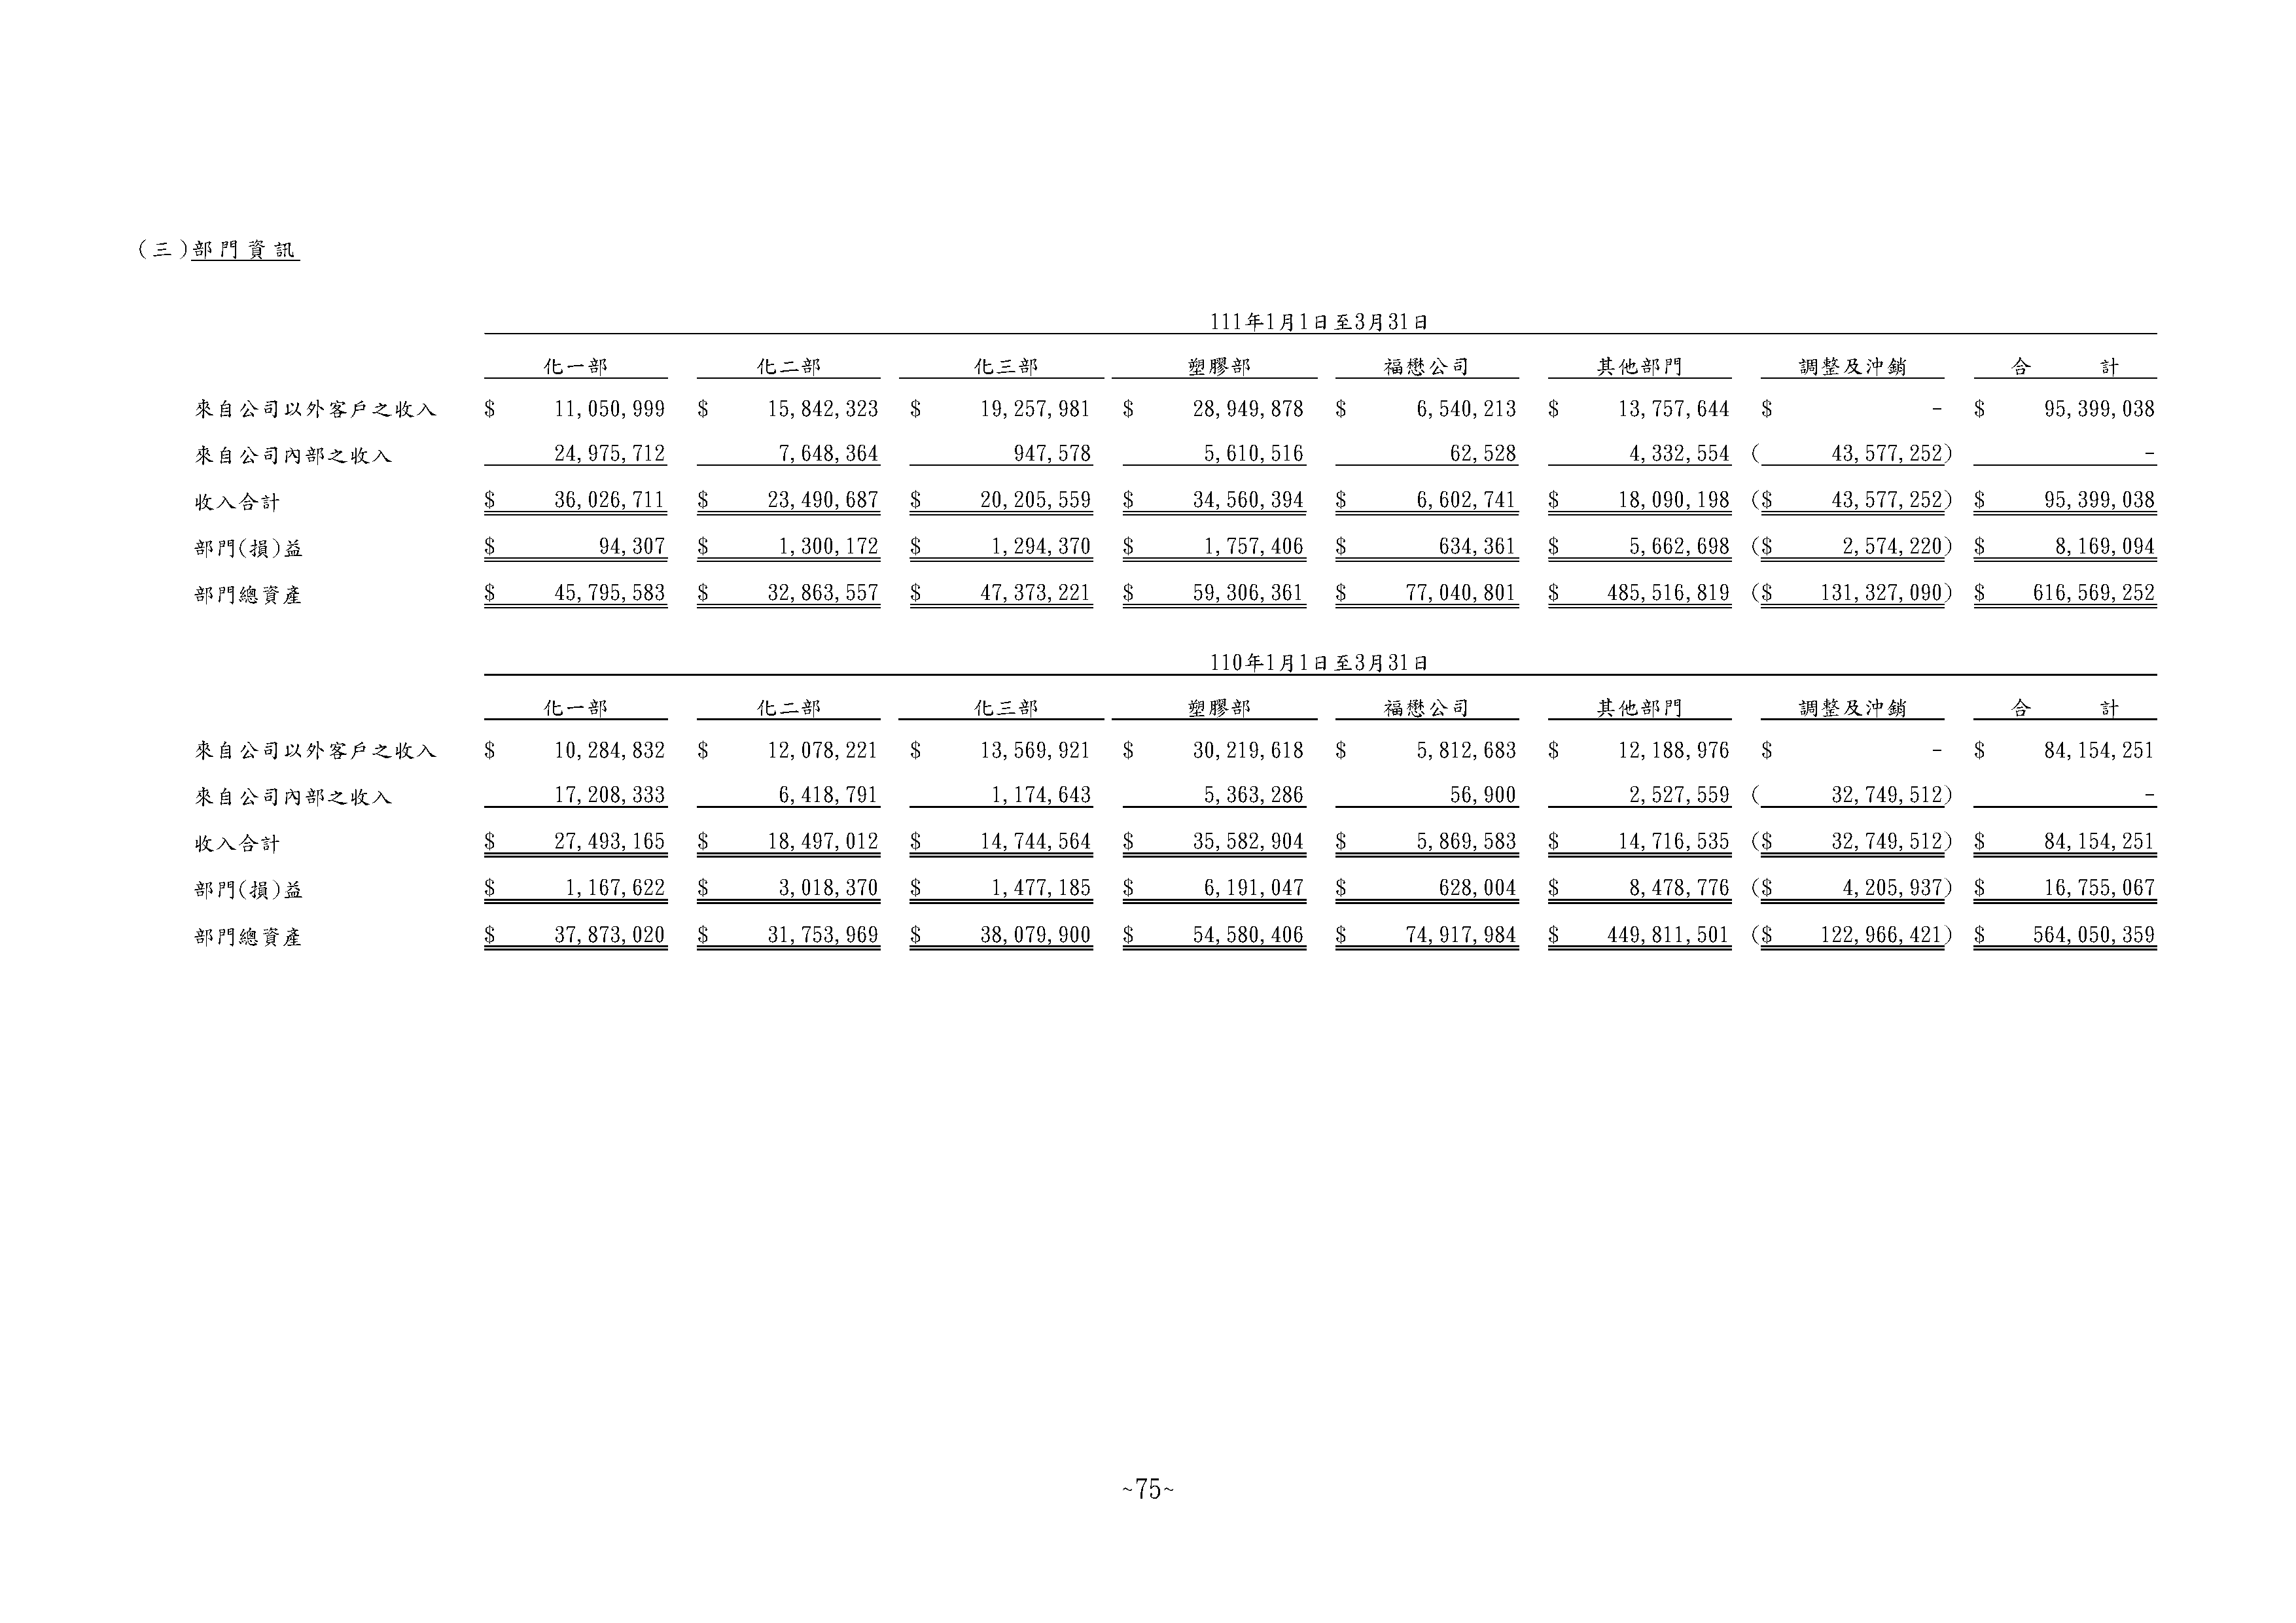 (三)部門資訊
111年1月1日至3月31日
化一部 化二部 化三部 塑膠部 福懋公司 其他部門 調整及沖銷 合 計
來自公司以外客戶之收入 $ 11,050,999 $ 15,842,323 $ 19,257,981 $ 28,949,878 $ 6,540,213 $ 13,757,644 $ - $ 95,399,038
來自公司內部之收入 24,975,712 7,648,364 947,578 5,610,516 62,528 4,332,554 ( 43,577,252) -
收入合計 $ 36,026,711 $ 23,490,687 $ 20,205,559 $ 34,560,394 $ 6,602,741 $ 18,090,198 ($ 43,577,252) $ 95,399,038
部門(損)益 $ 94,307 $ 1,300,172 $ 1,294,370 $ 1,757,406 $ 634,361 $ 5,662,698 ($ 2,574,220) $ 8,169,094
部門總資產 $ 45,795,583 $ 32,863,557 $ 47,373,221 $ 59,306,361 $ 77,040,801 $ 485,516,819 ($ 131,327,090) $ 616,569,252
110年1月1日至3月31日
化一部 化二部 化三部 塑膠部 福懋公司 其他部門 調整及沖銷 合 計
來自公司以外客戶之收入 $ 10,284,832 $ 12,078,221 $ 13,569,921 $ 30,219,618 $ 5,812,683 $ 12,188,976 $ - $ 84,154,251
來自公司內部之收入 17,208,333 6,418,791 1,174,643 5,363,286 56,900 2,527,559 ( 32,749,512) -
收入合計 $ 27,493,165 $ 18,497,012 $ 14,744,564 $ 35,582,904 $ 5,869,583 $ 14,716,535 ($ 32,749,512) $ 84,154,251
部門(損)益 $ 1,167,622 $ 3,018,370 $ 1,477,185 $ 6,191,047 $ 628,004 $ 8,478,776 ($ 4,205,937) $ 16,755,067
部門總資產 $ 37,873,020 $ 31,753,969 $ 38,079,900 $ 54,580,406 $ 74,917,984 $ 449,811,501 ($ 122,966,421) $ 564,050,359
~75~